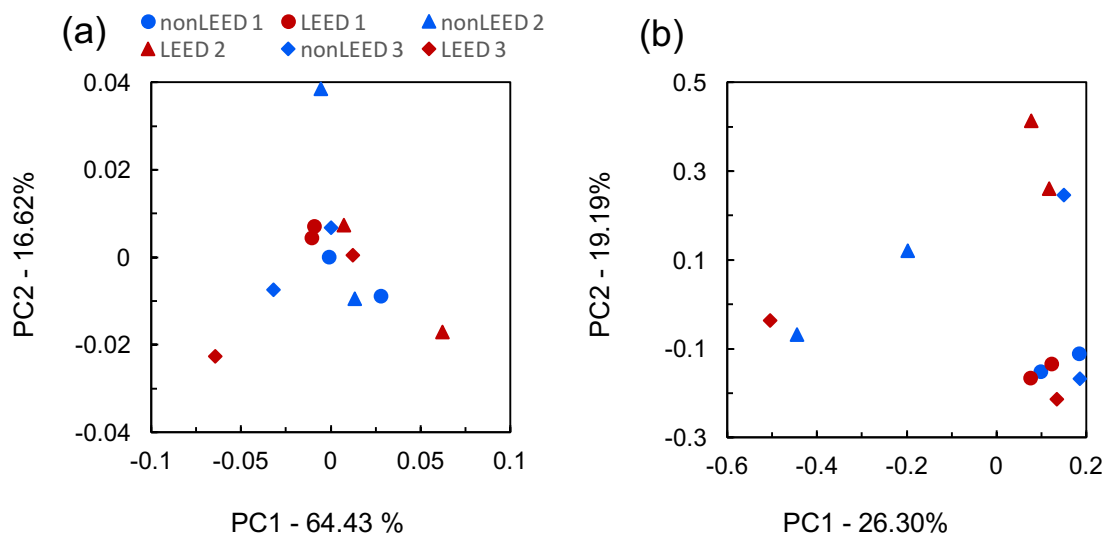 (a)
nonLEED 1 LEED 1 nonLEED 2
LEED 2 nonLEED 3 LEED 3
0.04
0.02
0
-0.02
-0.04
PC2 - 16.62%
-0.1 -0.05 0 0.05 0.1
PC1 - 64.43 %
(b)
0.5
0.3
0.1
-0.1
-0.3
PC2 - 19.19%
-0.6 -0.4 -0.2 0 0.2
PC1 - 26.30%